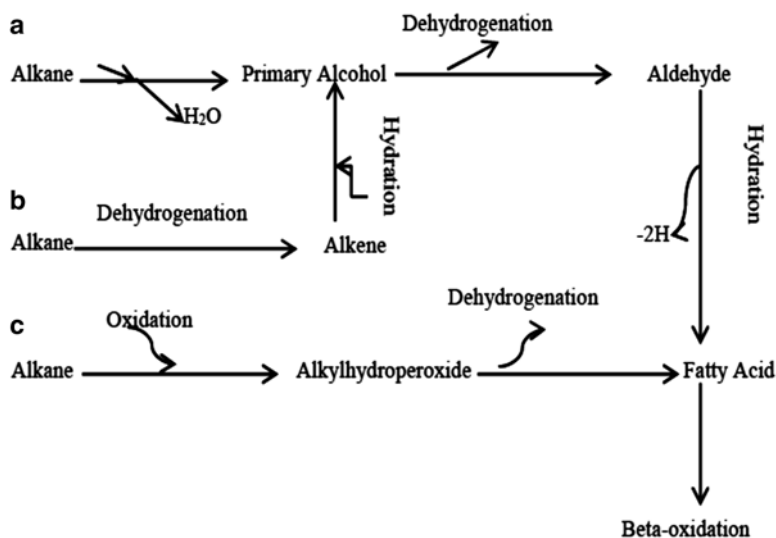 a
Dehydrogenation
Alkane
Primary Alcohol
Aldehyde
H₂O
Hydration
Hydration
b
Dehydrogenation
-2H
Alkane
Alkene
Dehydrogenation
c
Oxidation
Alkane
Alkylhydroperoxide
Fatty Acid
Beta-oxidation